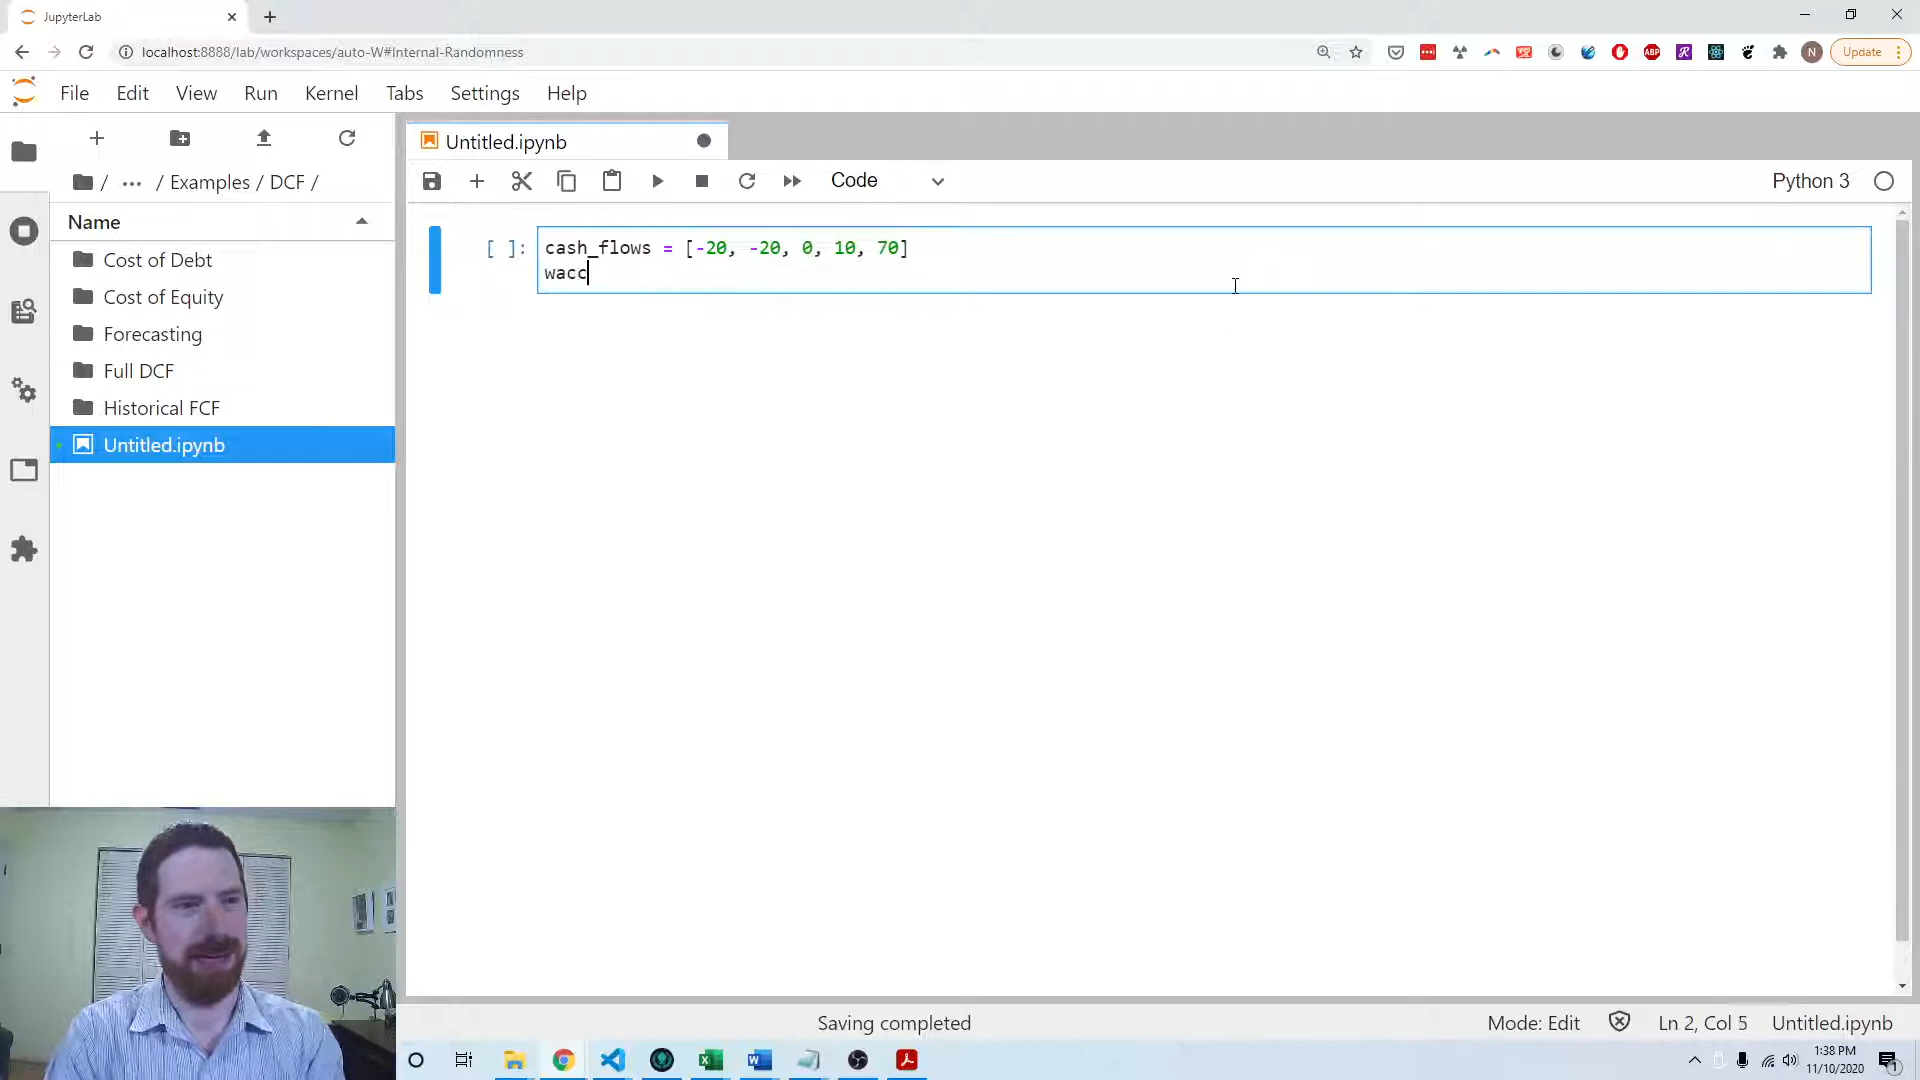 JupyterLab
localhost:8888/lab/workspaces/auto-W#Internal-Randomness
ABP
N
Update
File Edit View Run Kernel Tabs Settings Help
/ ... / Examples / DCF /
Name
Cost of Debt
Cost of Equity
Forecasting
Full DCF
Historical FCF
Untitled.ipynb
Untitled.ipynb
Code
Python 3
[ ]: cash_flows = [-20, -20, 0, 10, 70]
wacc
Saving completed
Mode: Edit
Ln 2, Col 5
Untitled.ipynb
1:38 PM
11/10/2020
1